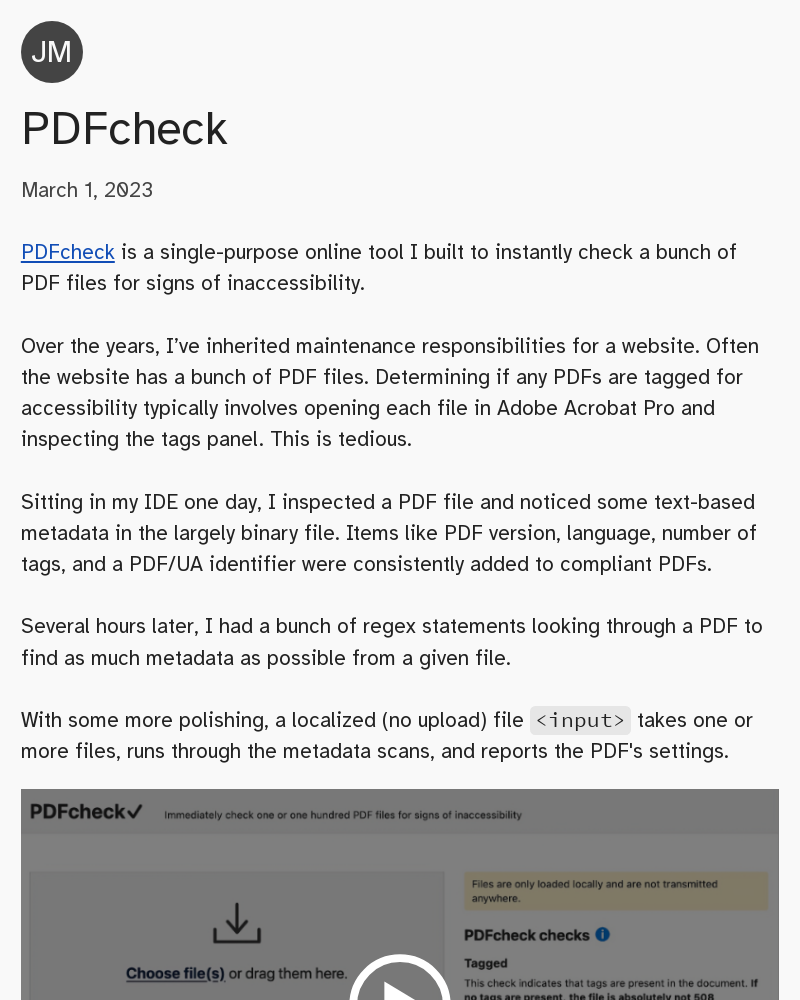 JM
PDFcheck
March 1, 2023
PDFcheck is a single-purpose online tool I built to instantly check a bunch of
PDF files for signs of inaccessibility.
Over the years, I’ve inherited maintenance responsibilities for a website. Often
the website has a bunch of PDF files. Determining if any PDFs are tagged for
accessibility typically involves opening each file in Adobe Acrobat Pro and
inspecting the tags panel. This is tedious.
Sitting in my IDE one day, I inspected a PDF file and noticed some text-based
metadata in the largely binary file. Items like PDF version, language, number of
tags, and a PDF/UA identifier were consistently added to compliant PDFs.
Several hours later, I had a bunch of regex statements looking through a PDF to
find as much metadata as possible from a given file.
With some more polishing, a localized (no upload) file <input> takes one or
more files, runs through the metadata scans, and reports the PDF's settings.
PDFcheck✓ Immediately check one or one hundred PDF files for signs of inaccessibility
Files are only loaded locally and are not transmitted
anywhere.
PDFcheck checks
Choose file(s) or drag them here.
Tagged
This check indicates that tags are present in the document. If
no tags are present, the file is absolutely not 508